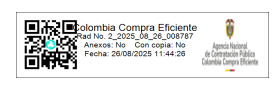 Colombia Compra Eficiente
Rad No. 2_2025_08_26_008787
Anexos: No Con copia: No
Fecha: 26/08/2025 11:44:26
Agencia Nacional
de Contratación Pública
Colombia Compra Eficiente